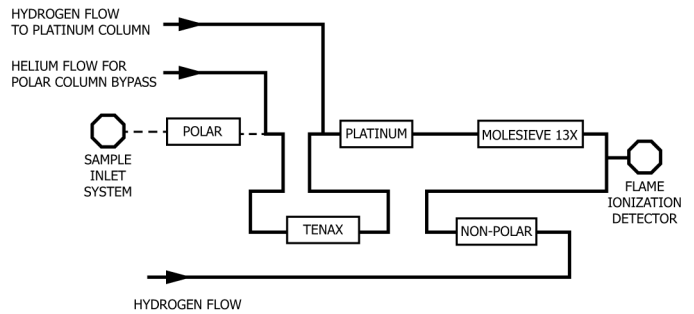 HYDROGEN FLOW
TO PLATINUM COLUMN
HELIUM FLOW FOR
POLAR COLUMN BYPASS
POLAR
PLATINUM
MOLESIEVE 13X
SAMPLE
INLET
SYSTEM
FLAME
IONIZATION
DETECTOR
TENAX
NON-POLAR
HYDROGEN FLOW